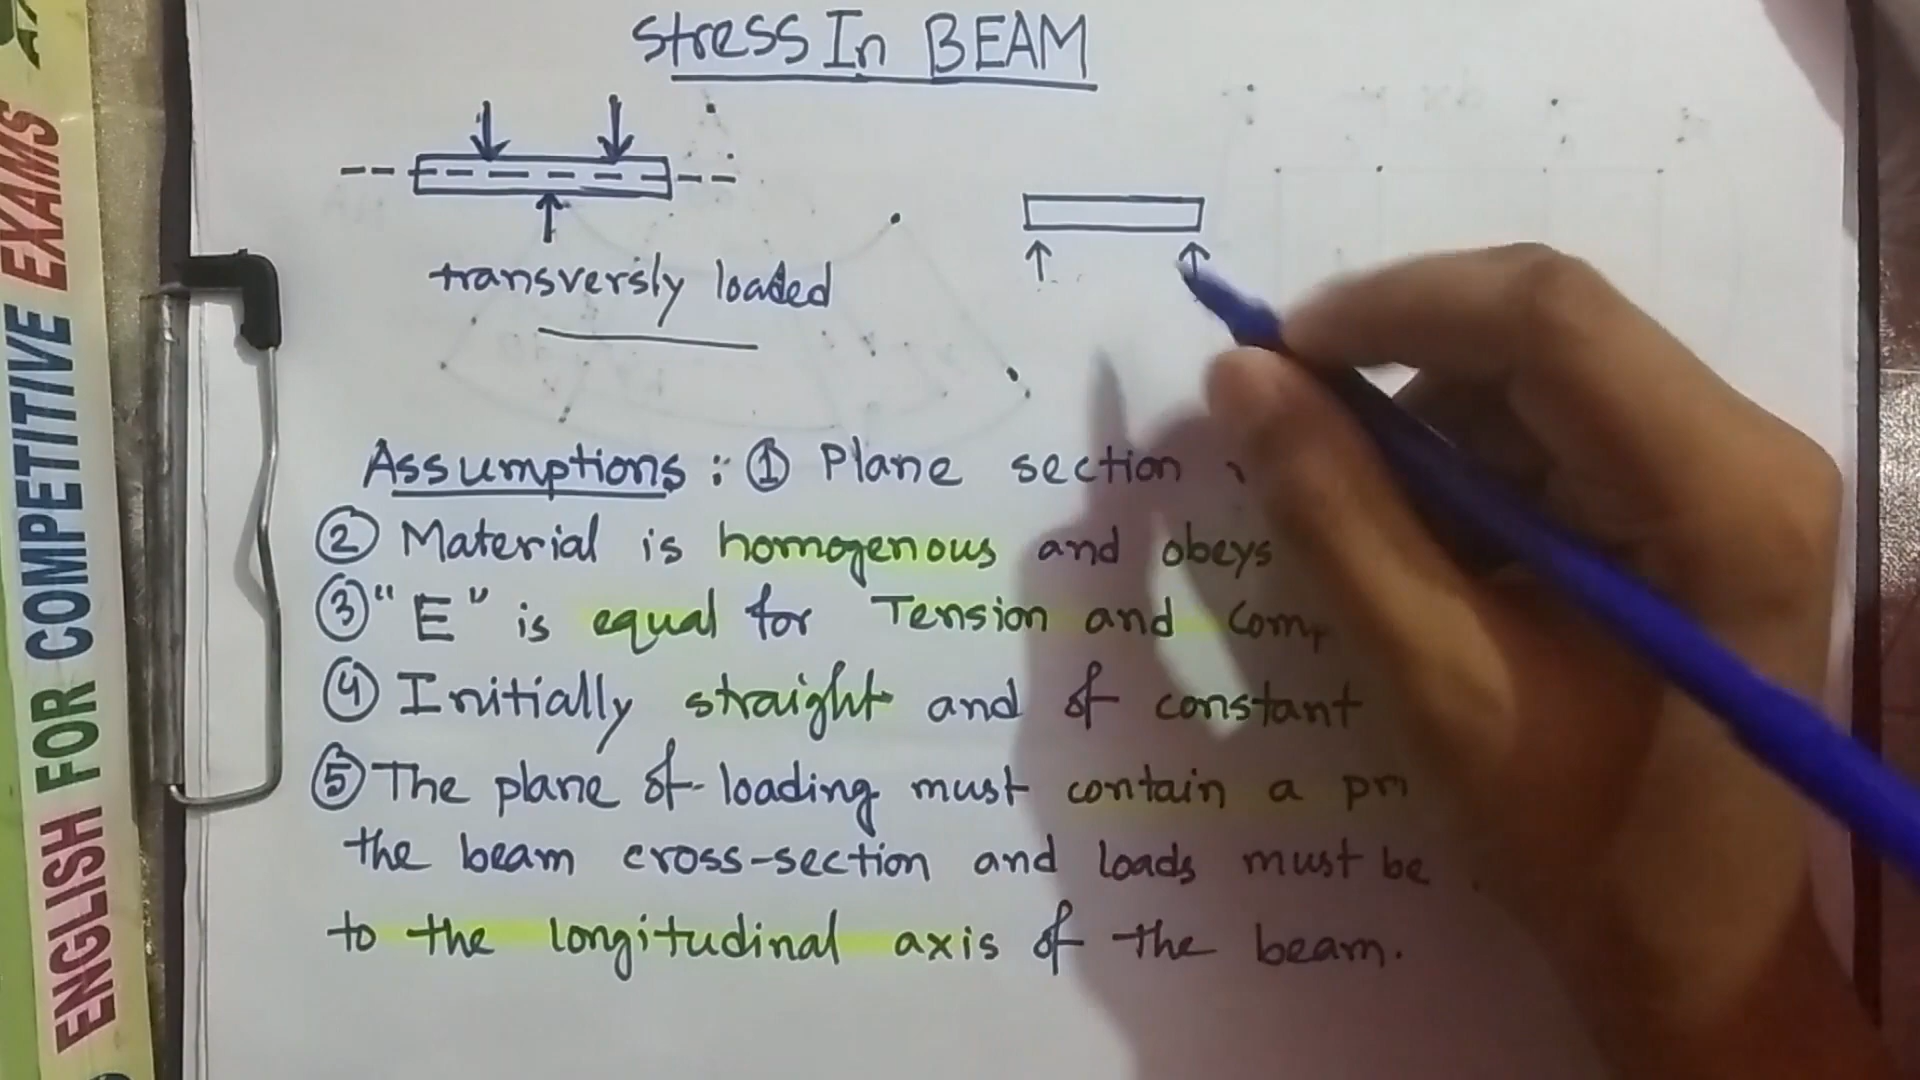 Stress In BEAM
transversly loaded
Assumptions : ① Plane section
② Material is homogenous and obeys
③ "E" is equal for Tension and
④ Initially straight and of constant
⑤ The plane of loading must contain a
the beam cross-section and loads must be
to the longitudinal axis of the beam.
ENGLISH FOR COMPETITIVE EXAMS